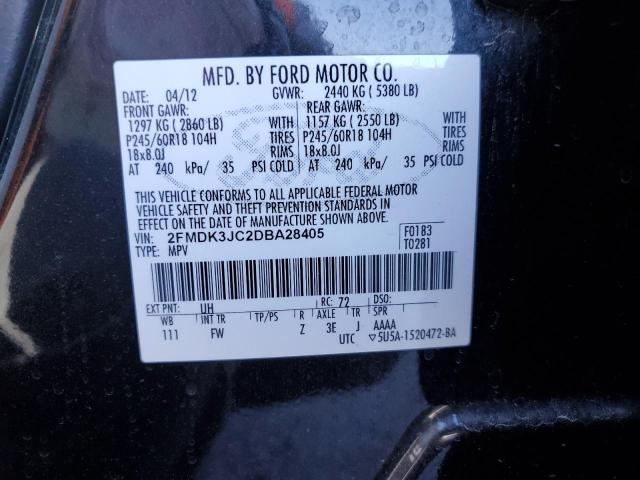 MFD. BY FORD MOTOR CO.
DATE: 04/12 GVWR: 2440 KG ( 5380 LB)
FRONT GAWR: REAR GAWR:
1297 KG ( 2860 LB) WITH 1157 KG ( 2550 LB) WITH
P245/60R18 104H TIRES P245/60R18 104H TIRES
18x8.0J RIMS 18x8.0J RIMS
AT 240 kPa/ 35 PSI COLD AT 240 kPa/ 35 PSI COLD
THIS VEHICLE CONFORMS TO ALL APPLICABLE FEDERAL MOTOR
VEHICLE SAFETY AND THEFT PREVENTION STANDARDS IN
EFFECT ON THE DATE OF MANUFACTURE SHOWN ABOVE.
VIN: 2FMDK3JC2DBA28405 F0183
TYPE: MPV T0281
EXT PNT: UH RC: 72 DSO:
WB INT TR TP/PS R AXLE TR SPR
111 FW Z 3E J AAAA
UTC ▽5U5A-1520472-BA